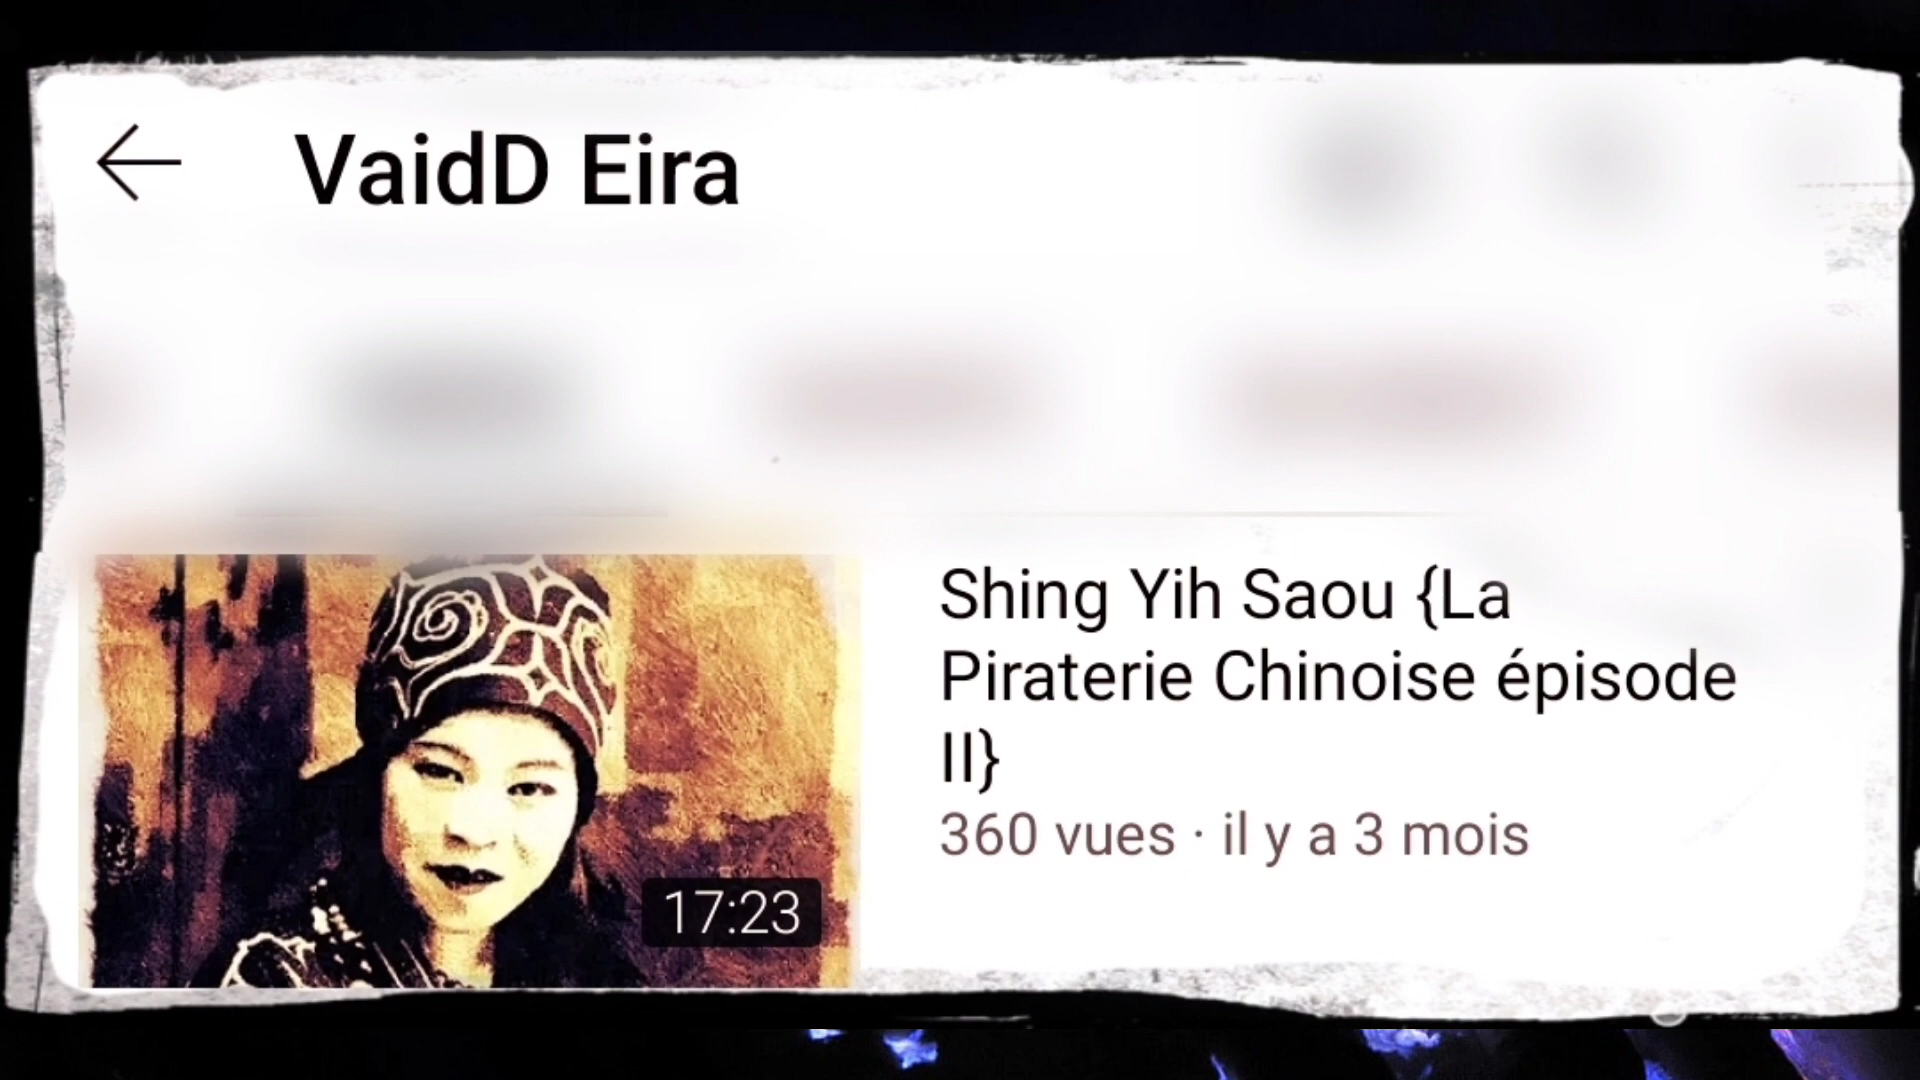 VaidD Eira
Shing Yih Saou {La
Piraterie Chinoise épisode
II}
360 vues · il y a 3 mois
17:23